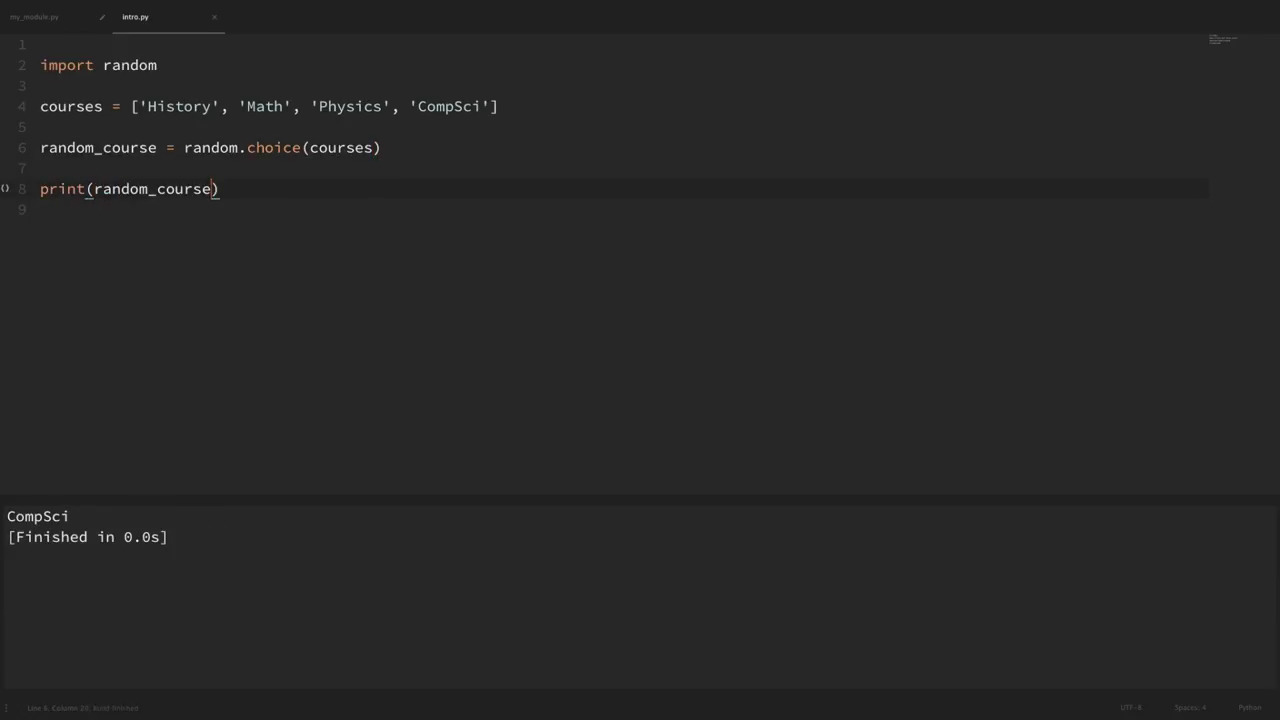 my_module.py
intro.py
1
2 import random
3
4 courses = ['History', 'Math', 'Physics', 'CompSci']
5
6 random_course = random.choice(courses)
7
8 print(random_course)
9
CompSci
[Finished in 0.0s]
Line 8, Column 20; Build finished
UTF-8
Spaces: 4
Python